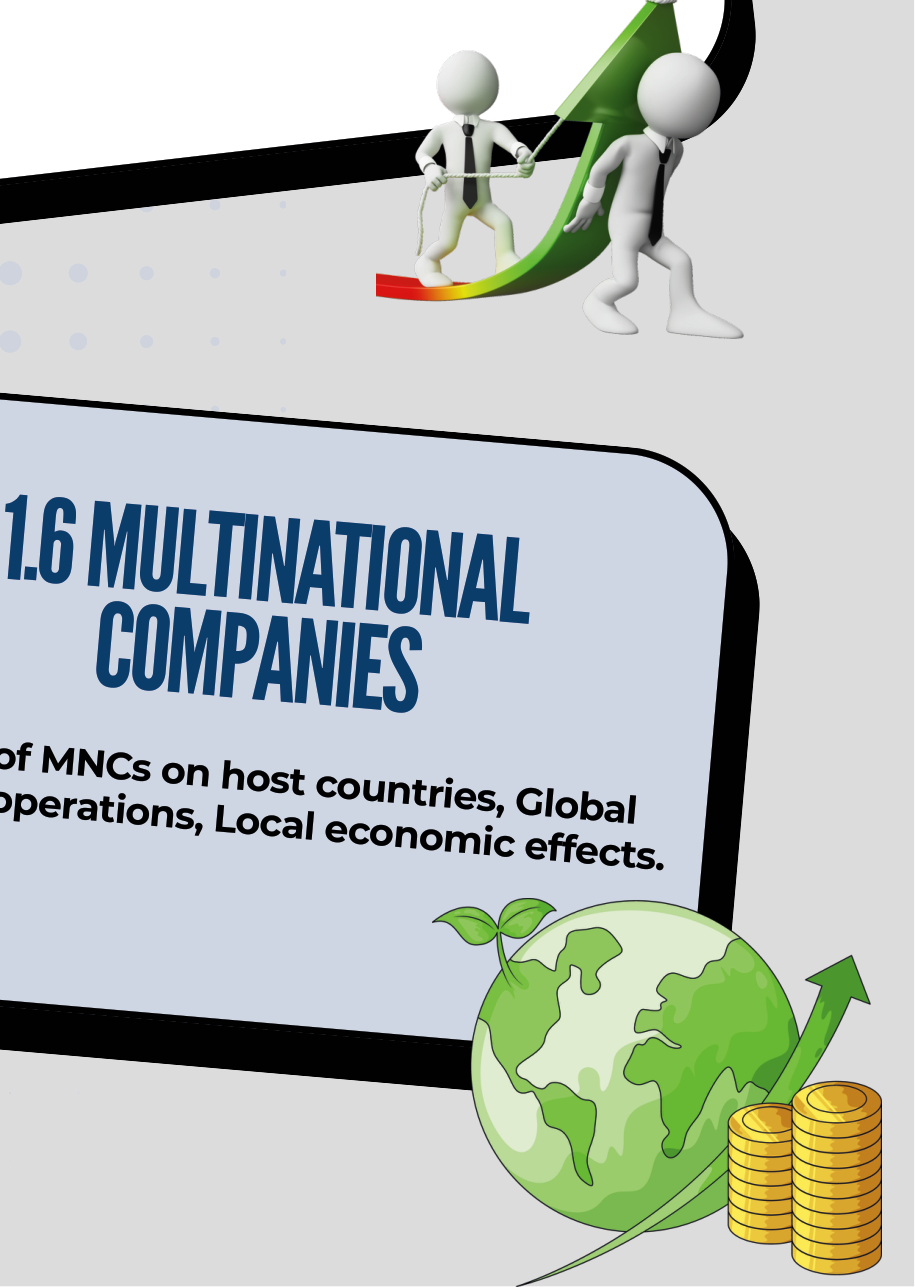 1.6 MULTINATIONAL
COMPANIES
of MNCs on host countries, Global
operations, Local economic effects.